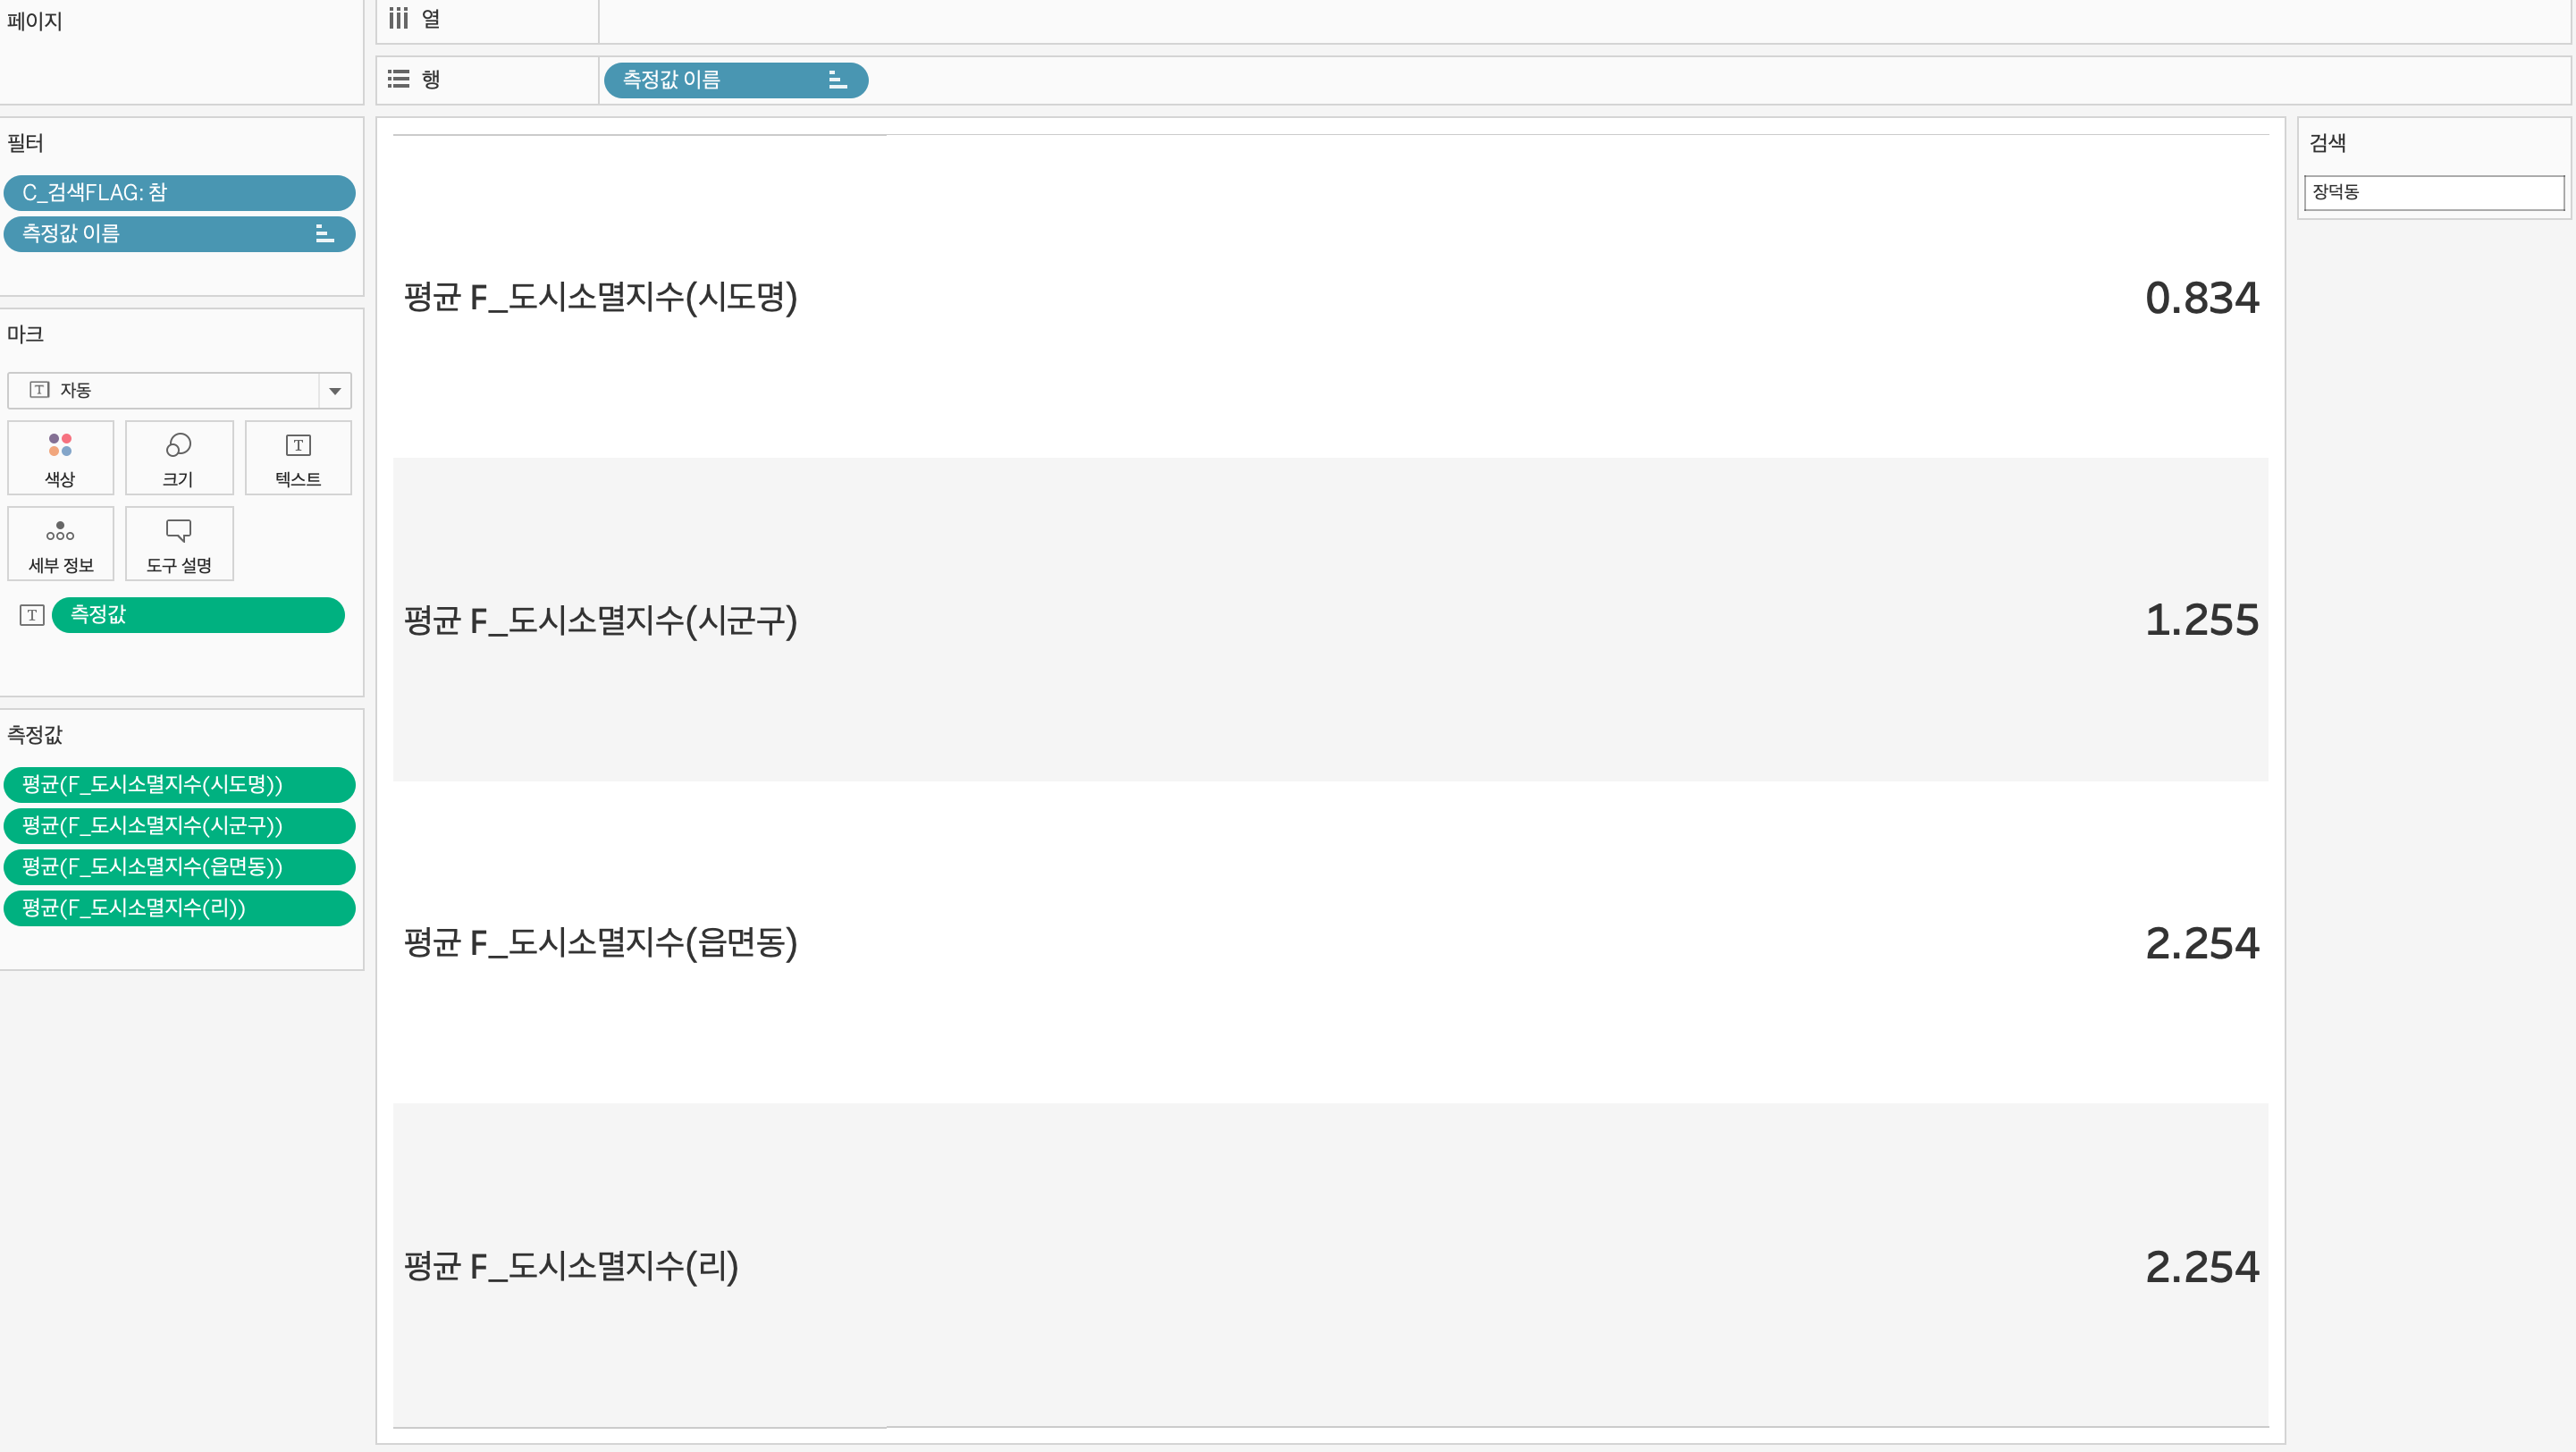 페이지
열
행
측정값 이름
필터
C_검색FLAG: 참
측정값 이름
마크
자동
색상
크기
텍스트
세부 정보
도구 설명
측정값
측정값
평균(F_도시소멸지수(시도명))
평균(F_도시소멸지수(시군구))
평균(F_도시소멸지수(읍면동))
평균(F_도시소멸지수(리))
평균 F_도시소멸지수(시도명) 0.834
평균 F_도시소멸지수(시군구) 1.255
평균 F_도시소멸지수(읍면동) 2.254
평균 F_도시소멸지수(리) 2.254
검색
장덕동